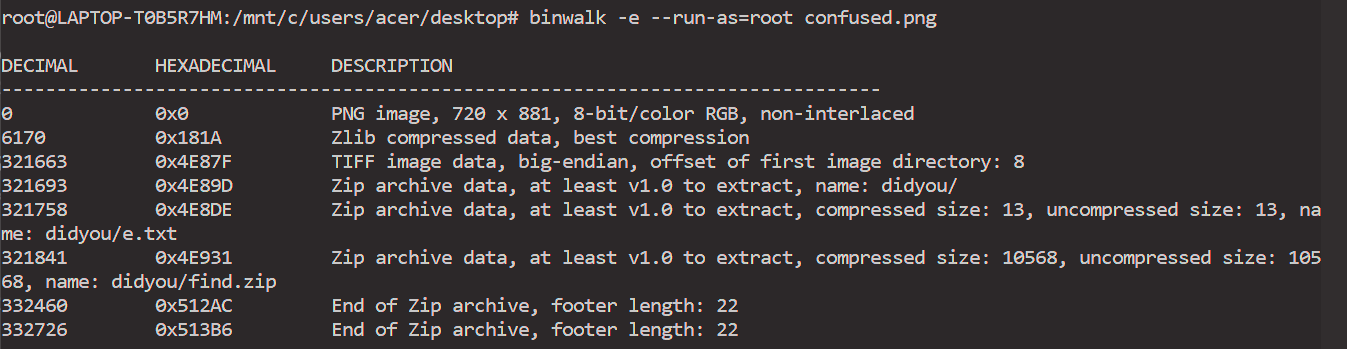 root@LAPTOP-T0B5R7HM:/mnt/c/users/acer/desktop# binwalk -e --run-as=root confused.png
DECIMAL       HEXADECIMAL     DESCRIPTION
--------------------------------------------------------------------------------
0             0x0             PNG image, 720 x 881, 8-bit/color RGB, non-interlaced
6170          0x181A          Zlib compressed data, best compression
321663        0x4E87F         TIFF image data, big-endian, offset of first image directory: 8
321693        0x4E89D         Zip archive data, at least v1.0 to extract, name: didyou/
321758        0x4E8DE         Zip archive data, at least v1.0 to extract, compressed size: 13, uncompressed size: 13, na
me: didyou/e.txt
321841        0x4E931         Zip archive data, at least v1.0 to extract, compressed size: 10568, uncompressed size: 105
68, name: didyou/find.zip
332460        0x512AC         End of Zip archive, footer length: 22
332726        0x513B6         End of Zip archive, footer length: 22